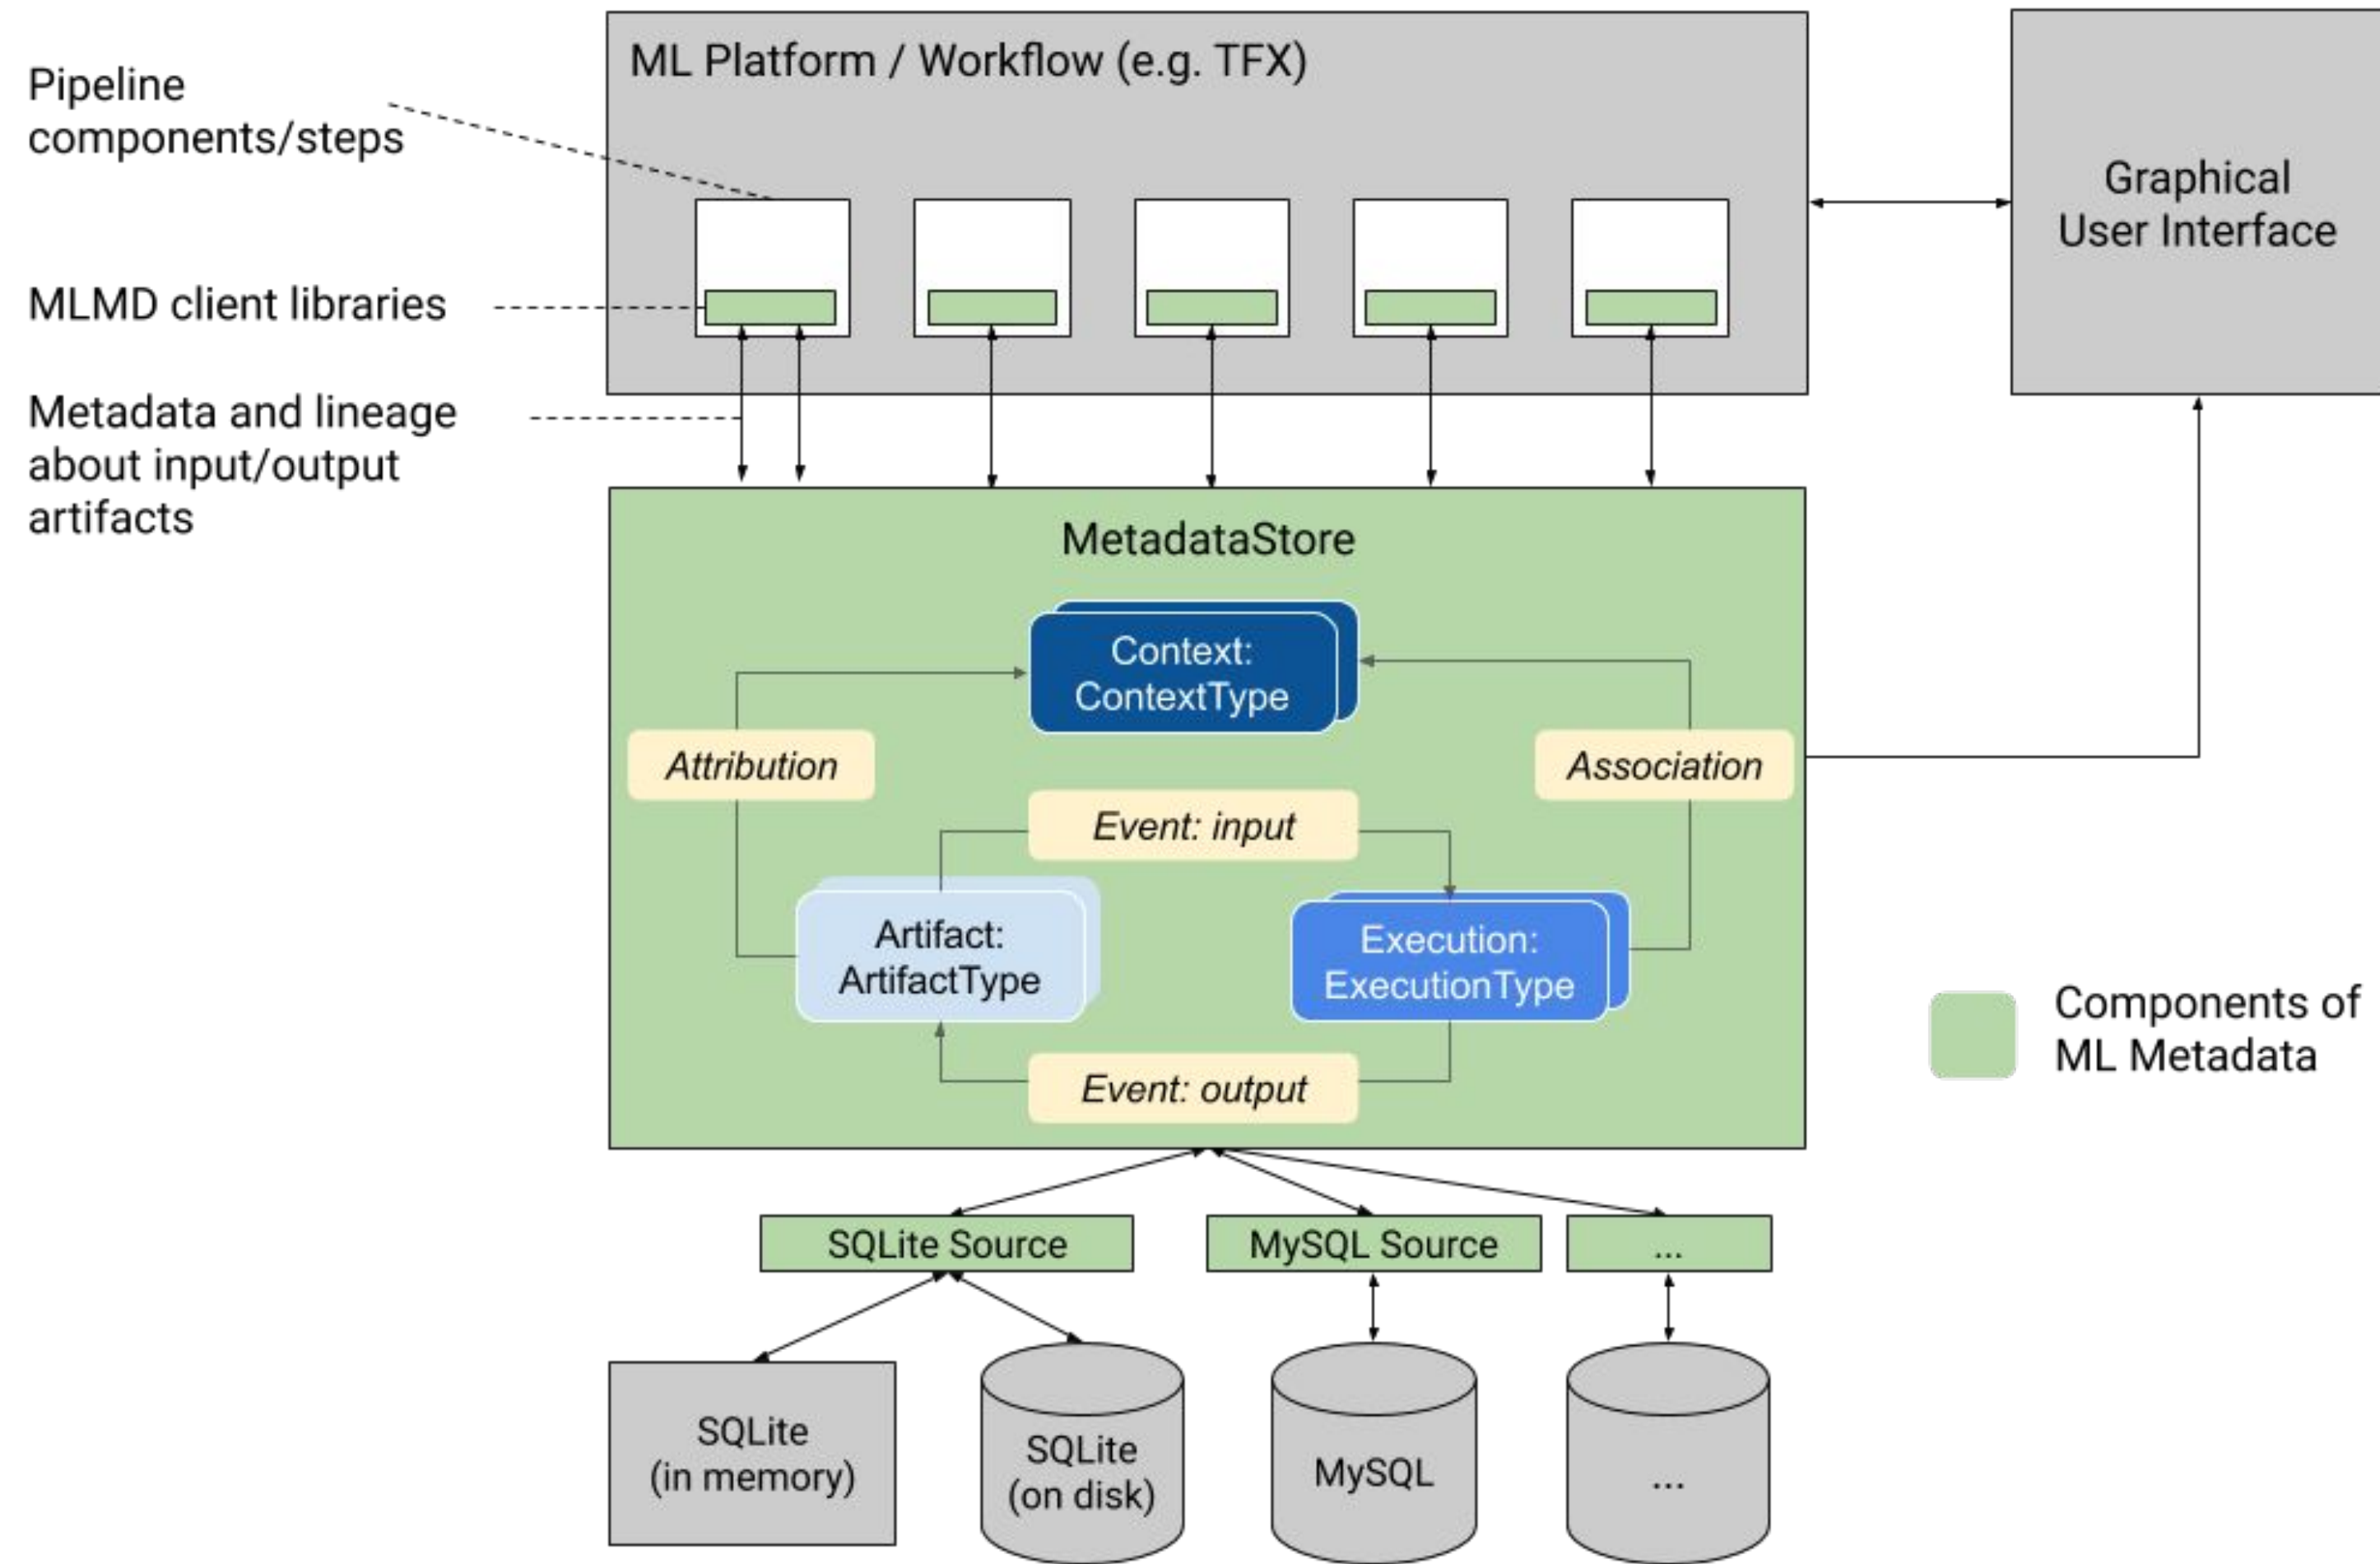 ML Platform / Workflow (e.g. TFX)
Pipeline
components/steps
Graphical
User Interface
MLMD client libraries
Metadata and lineage
about input/output
artifacts
MetadataStore
Context:
ContextType
Attribution
Association
Event: input
Artifact:
ArtifactType
Execution:
ExecutionType
Event: output
Components of
ML Metadata
SQLite Source
MySQL Source
...
SQLite
(in memory)
SQLite
(on disk)
MySQL
...